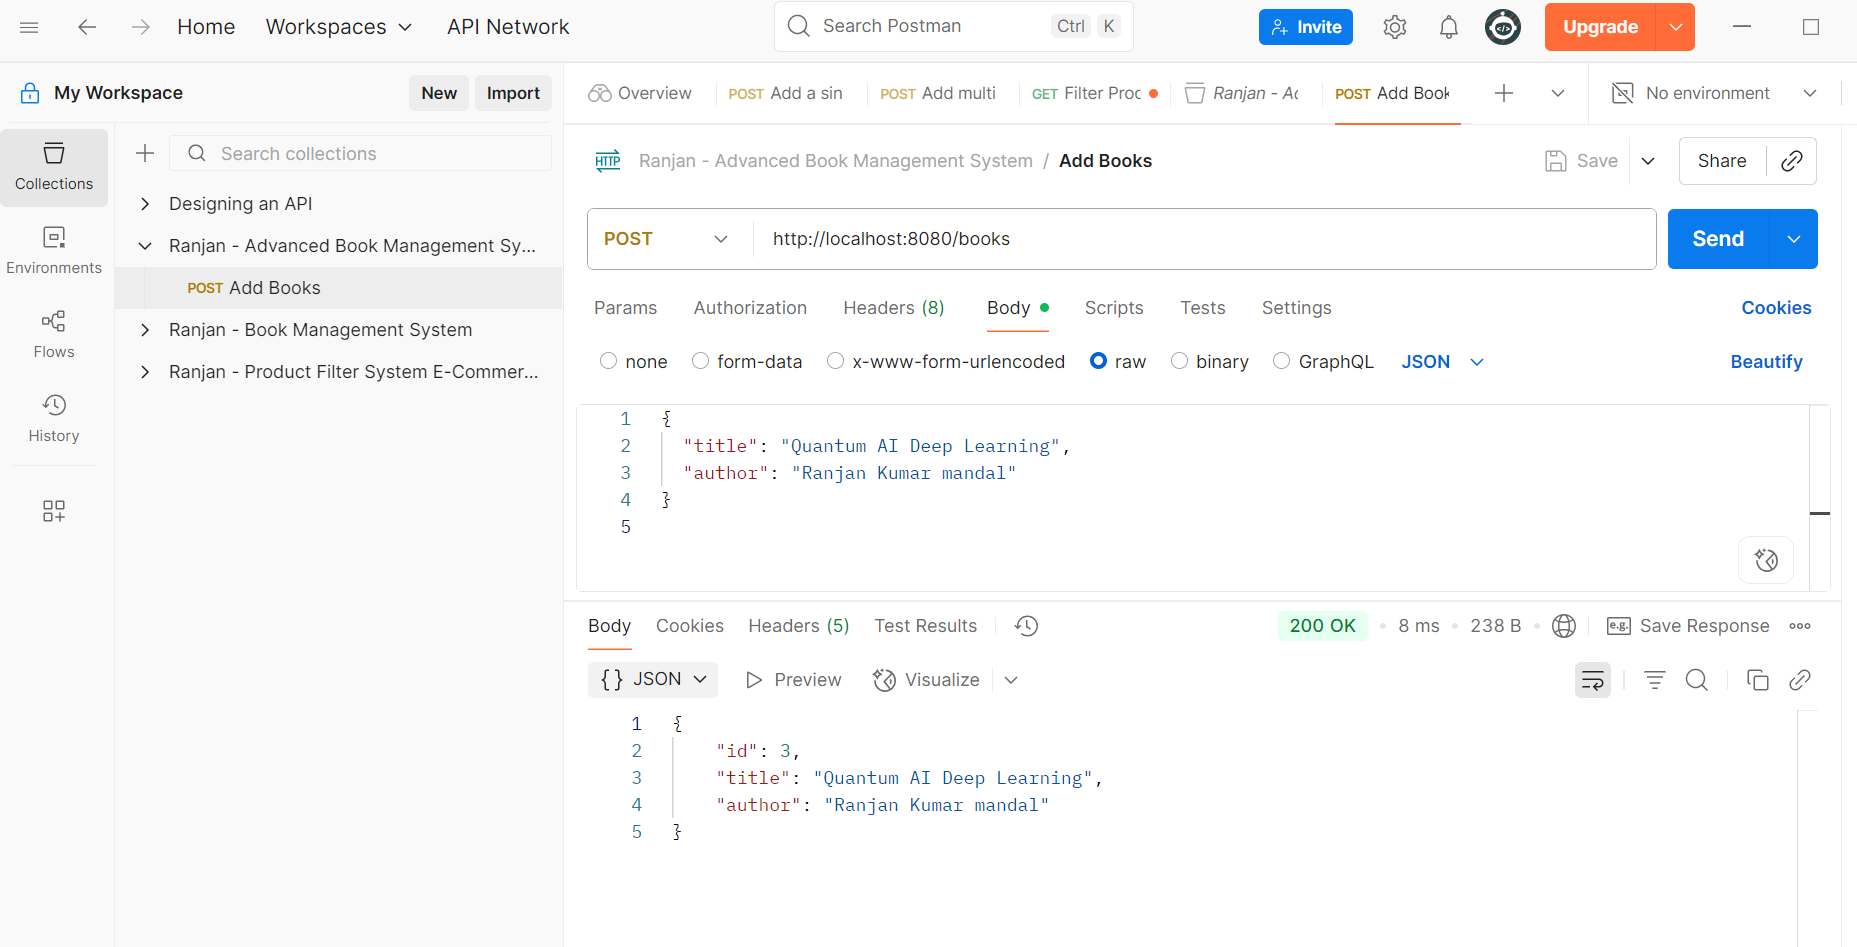 Home Workspaces API Network Search Postman Ctrl K Invite Upgrade
My Workspace New Import
Overview POST Add a sin POST Add multi GET Filter Proc Ranjan - Ac POST Add Book No environment
Collections
Environments
Flows
History
Search collections
Designing an API
Ranjan - Advanced Book Management Sy...
POST Add Books
Ranjan - Book Management System
Ranjan - Product Filter System E-Commer...
HTTP Ranjan - Advanced Book Management System / Add Books Save Share
POST http://localhost:8080/books Send
Params Authorization Headers (8) Body Scripts Tests Settings Cookies
none form-data x-www-form-urlencoded raw binary GraphQL JSON Beautify
1 {
2 "title": "Quantum AI Deep Learning",
3 "author": "Ranjan Kumar mandal"
4 }
5
Body Cookies Headers (5) Test Results 200 OK 8 ms 238 B e.g. Save Response
{} JSON Preview Visualize
1 {
2 "id": 3,
3 "title": "Quantum AI Deep Learning",
4 "author": "Ranjan Kumar mandal"
5 }